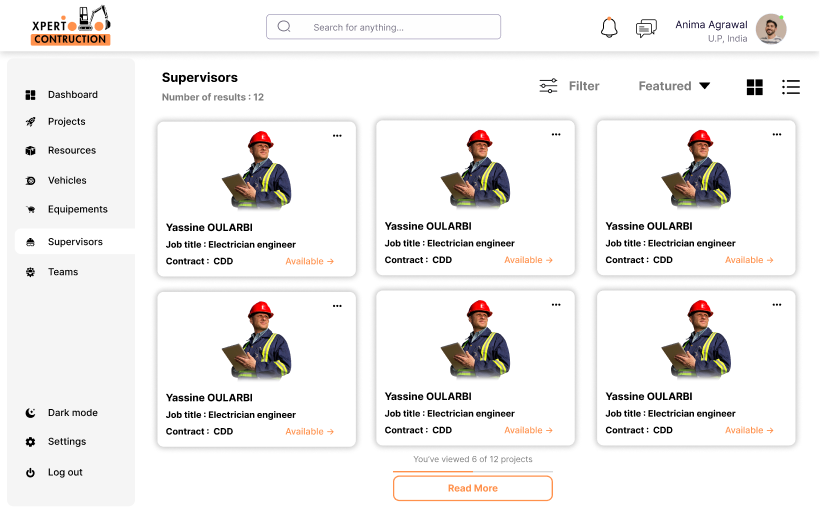 XPERT
CONTRUCTION
Search for anything...
Anima Agrawal
U.P, India
Dashboard
Projects
Resources
Vehicles
Equipements
Supervisors
Teams
Dark mode
Settings
Log out
Supervisors
Number of results : 12
Filter
Featured
Yassine OULARBI
Job title : Electrician engineer
Contract : CDD
Available →
Yassine OULARBI
Job title : Electrician engineer
Contract : CDD
Available →
Yassine OULARBI
Job title : Electrician engineer
Contract : CDD
Available →
Yassine OULARBI
Job title : Electrician engineer
Contract : CDD
Available →
Yassine OULARBI
Job title : Electrician engineer
Contract : CDD
Available →
Yassine OULARBI
Job title : Electrician engineer
Contract : CDD
Available →
You've viewed 6 of 12 projects
Read More